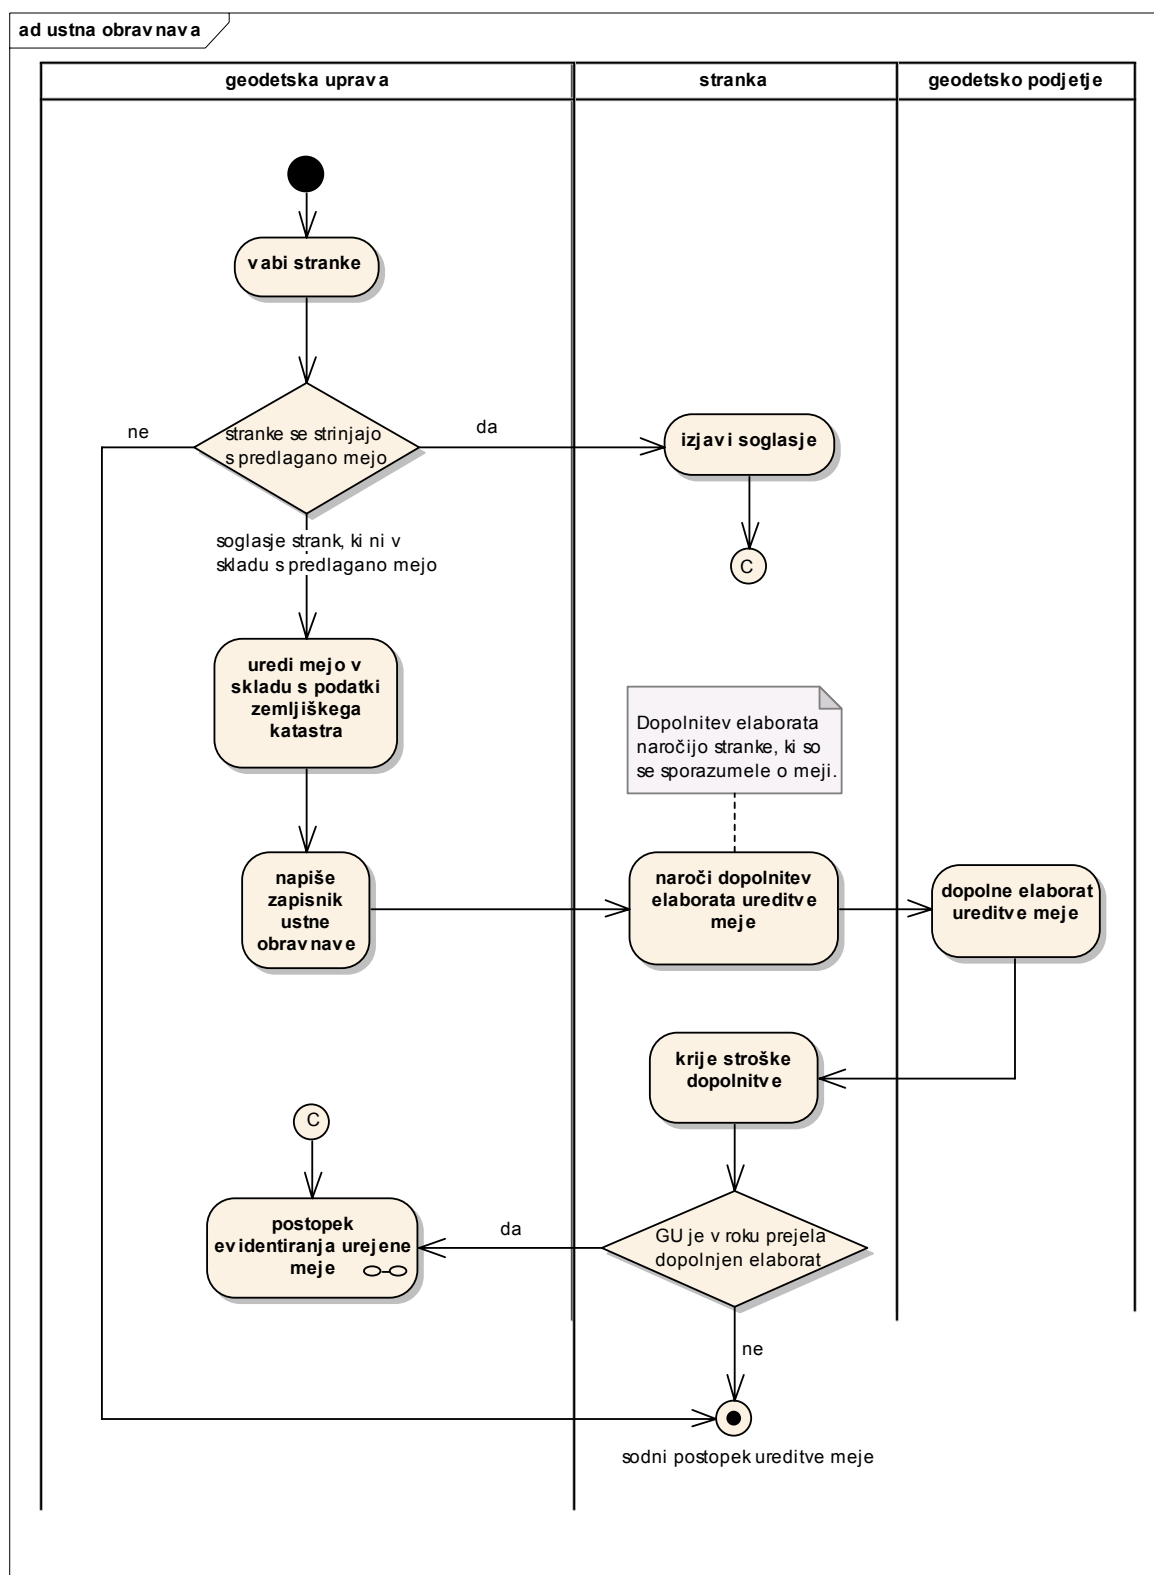 ad ustna obravnava
geodetska uprava
stranka
geodetsko podjetje
vabi stranke
ne
stranke se strinjajo
s predlagano mejo
da
izjavi soglasje
C
soglasje strank, ki ni v
skladu s predlagano mejo
uredi mejo v
skladu s podatki
zemljiškega
katastra
Dopolnitev elaborata
naročijo stranke, ki so
se sporazumele o meji.
napiše
zapisnik
ustne
obravnave
naroči dopolnitev
elaborata ureditve
meje
dopolne elaborat
ureditve meje
krije stroške
dopolnitve
C
postopek
evidentiranja urejene
meje
da
GU je v roku prejela
dopolnjen elaborat
ne
sodni postopek ureditve meje